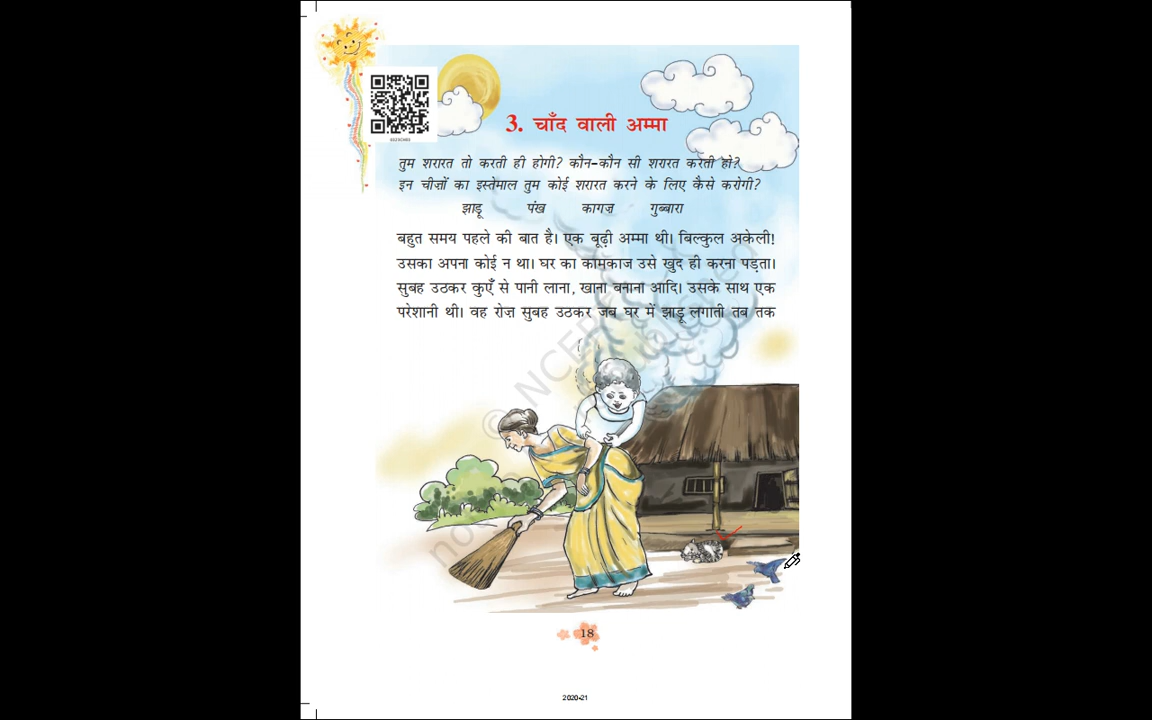 3. चाँद वाली अम्मा
तुम शरारत तो करती ही होगी? कौन-कौन सी शरारत करती हो?
इन चीज़ों का इस्तेमाल तुम कोई शरारत करने के लिए कैसे करोगी?
झाड़ू पंख कागज़ गुब्बारा
बहुत समय पहले की बात है। एक बूढ़ी अम्मा थी। बिल्कुल अकेली!
उसका अपना कोई न था। घर का कामकाज उसे खुद ही करना पड़ता।
सुबह उठकर कुएँ से पानी लाना, खाना बनाना आदि। उसके साथ एक
परेशानी थी। वह रोज़ सुबह उठकर जब घर में झाड़ू लगाती तब तक
18
2020-21